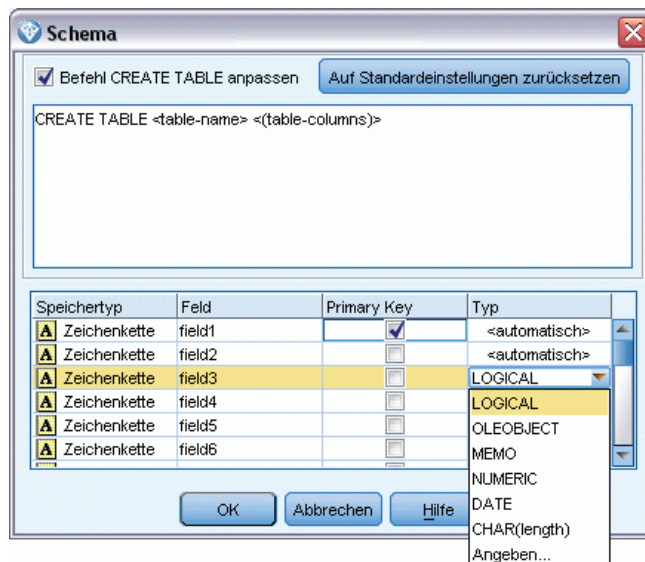 Schema
Befehl CREATE TABLE anpassen
Auf Standardeinstellungen zurücksetzen
CREATE TABLE <table-name> <(table-columns)>
Speichertyp Feld Primary Key Typ
A Zeichenkette field1 <automatisch>
A Zeichenkette field2 <automatisch>
A Zeichenkette field3 LOGICAL
A Zeichenkette field4 LOGICAL
A Zeichenkette field5 OLEOBJECT
A Zeichenkette field6 MEMO
NUMERIC
DATE
CHAR(length)
Angeben...
OK Abbrechen Hilfe